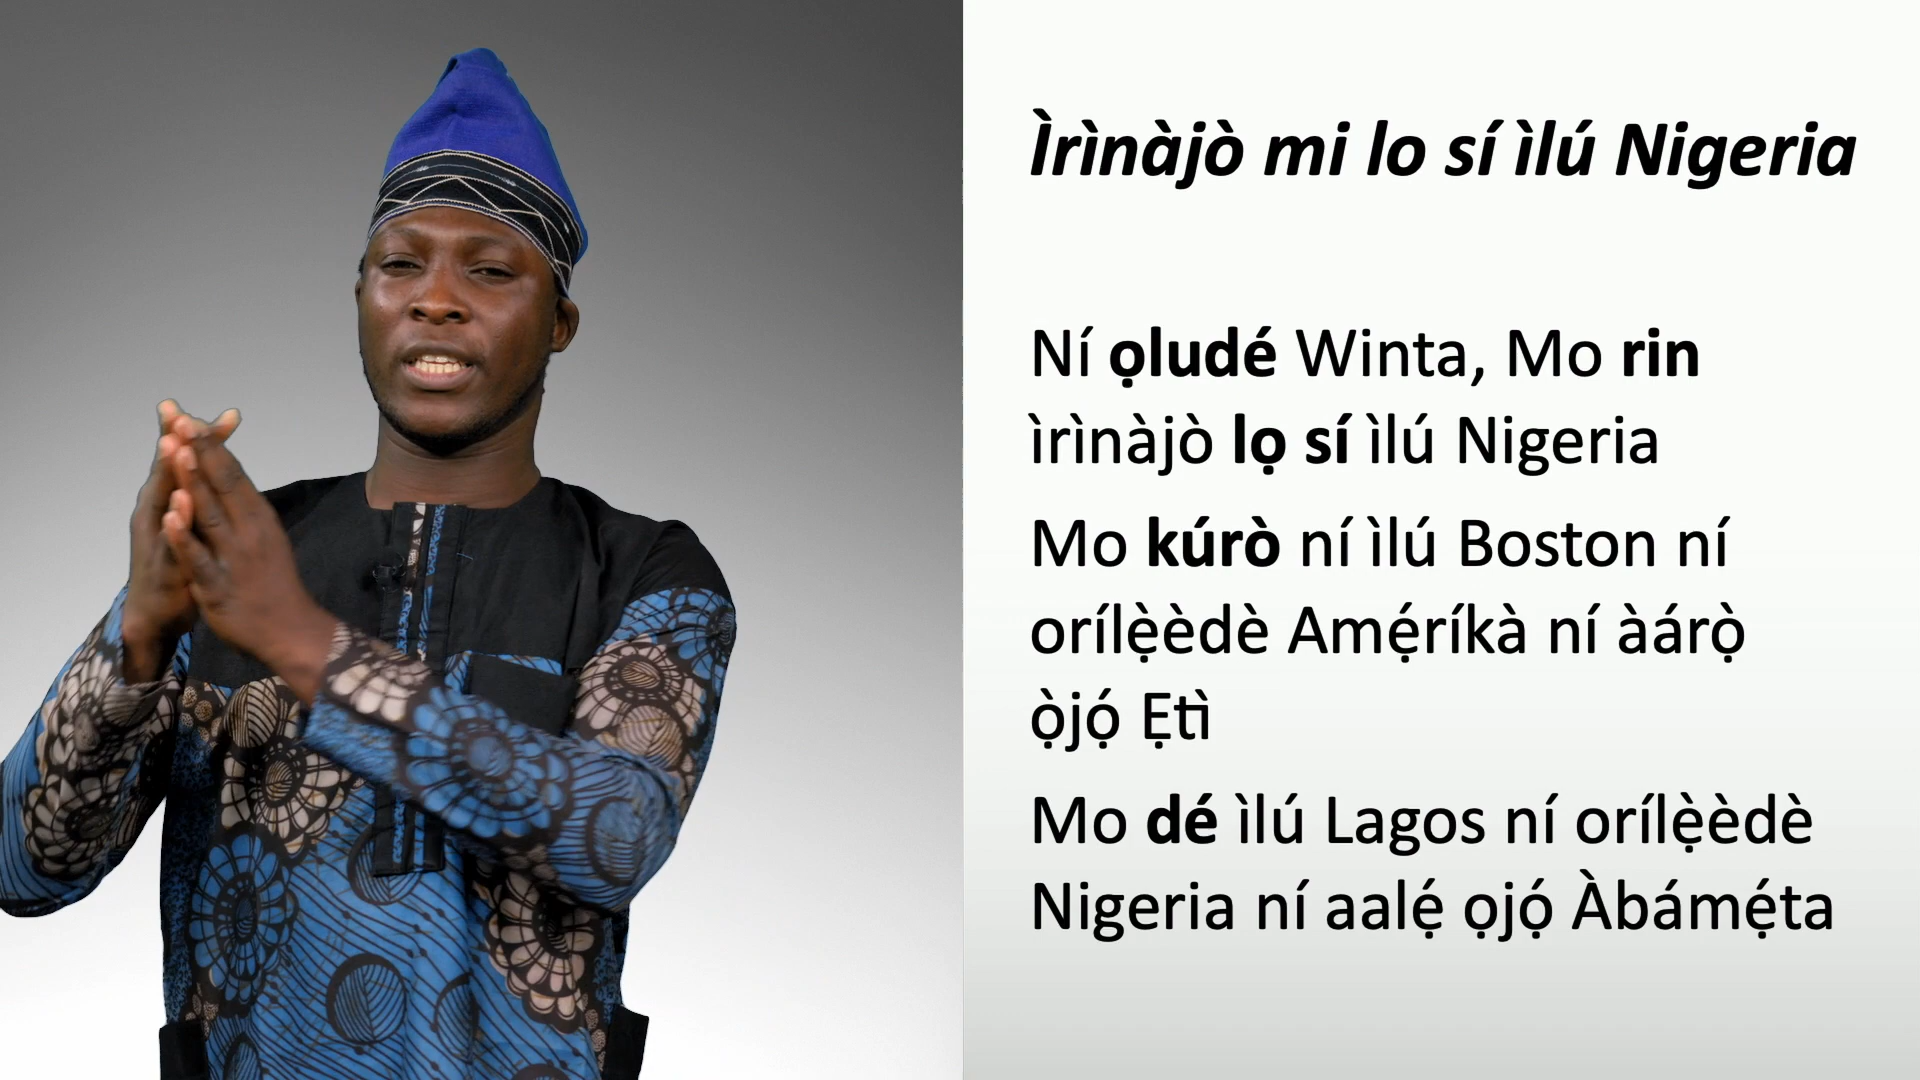 Ìrìnàjò mi lo sí ìlú Nigeria
Ní ọludé Winta, Mo rin
ìrìnàjò lọ sí ìlú Nigeria
Mo kúrò ní ìlú Boston ní
orílẹ̀èdè Amẹ́ríkà ní àárọ̀
ọ̀jọ́ Ẹtì
Mo dé ìlú Lagos ní orílẹ̀èdè
Nigeria ní aalẹ́ ọjọ́ Àbámẹ́ta